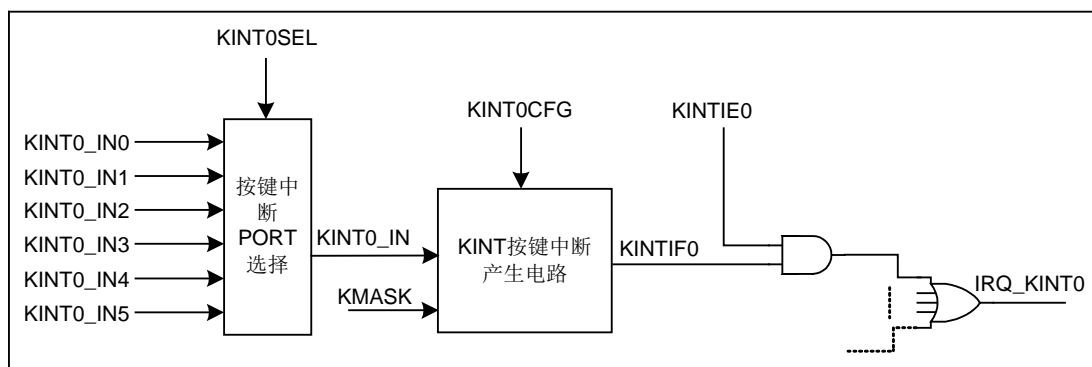 KINT0SEL
KINT0CFG
KINTIE0
KINT0_IN0
KINT0_IN1
KINT0_IN2
KINT0_IN3
KINT0_IN4
KINT0_IN5
按键中
断
PORT
选择
KINT0_IN
KMASK
KINT按键中断
产生电路
KINTIF0
IRQ_KINT0